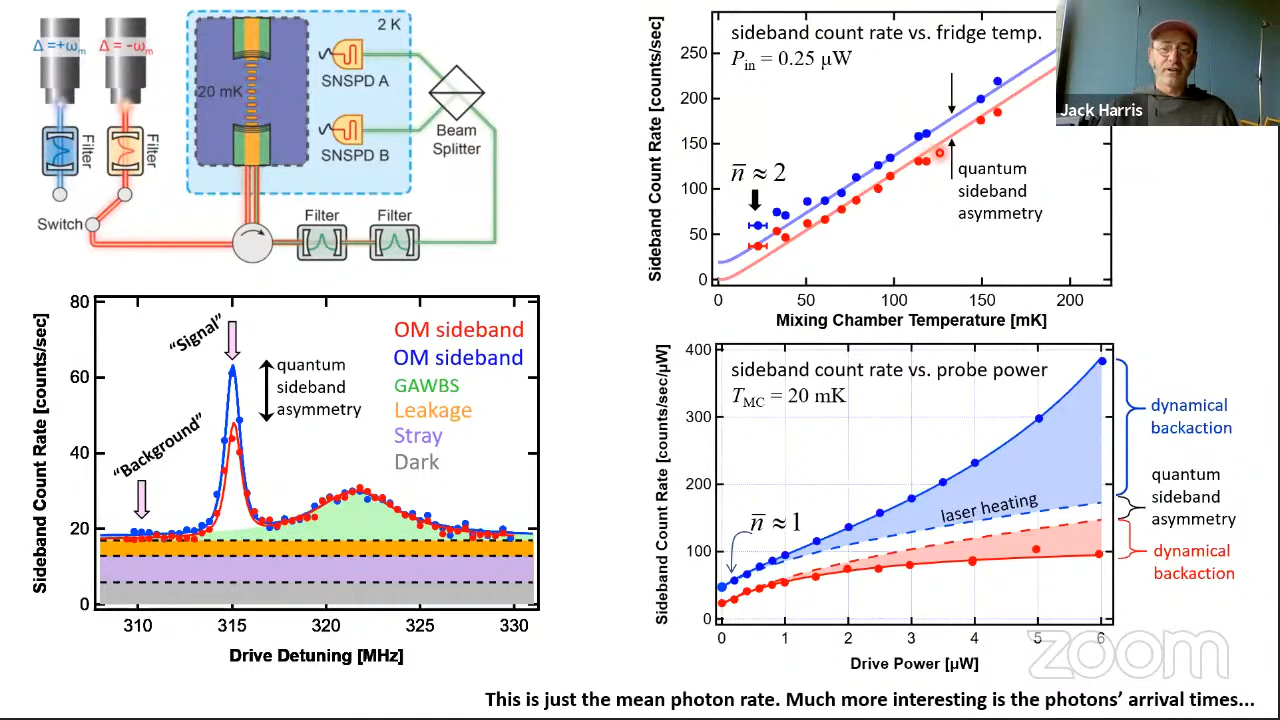 Δ = +ωm
Δ = -ωm
Filter
Filter
Switch
20 mK
2 K
SNSPD A
SNSPD B
Beam
Splitter
Filter
Filter
Sideband Count Rate [counts/sec]
80
60
40
20
0
310
315
320
325
330
Drive Detuning [MHz]
"Signal"
"Background"
quantum
sideband
asymmetry
OM sideband
OM sideband
GAWBS
Leakage
Stray
Dark
Sideband Count Rate [counts/sec]
250
200
150
100
50
0
0
50
100
150
200
Mixing Chamber Temperature [mK]
sideband count rate vs. fridge temp.
Pin = 0.25 µW
n̅ ≈ 2
quantum
sideband
asymmetry
Jack Harris
Sideband Count Rate [counts/sec/µW]
400
300
200
100
0
0
1
2
3
4
5
6
Drive Power [µW]
sideband count rate vs. probe power
TMC = 20 mK
n̅ ≈ 1
laser heating
dynamical
backaction
quantum
sideband
asymmetry
dynamical
backaction
zoom
This is just the mean photon rate. Much more interesting is the photons' arrival times...